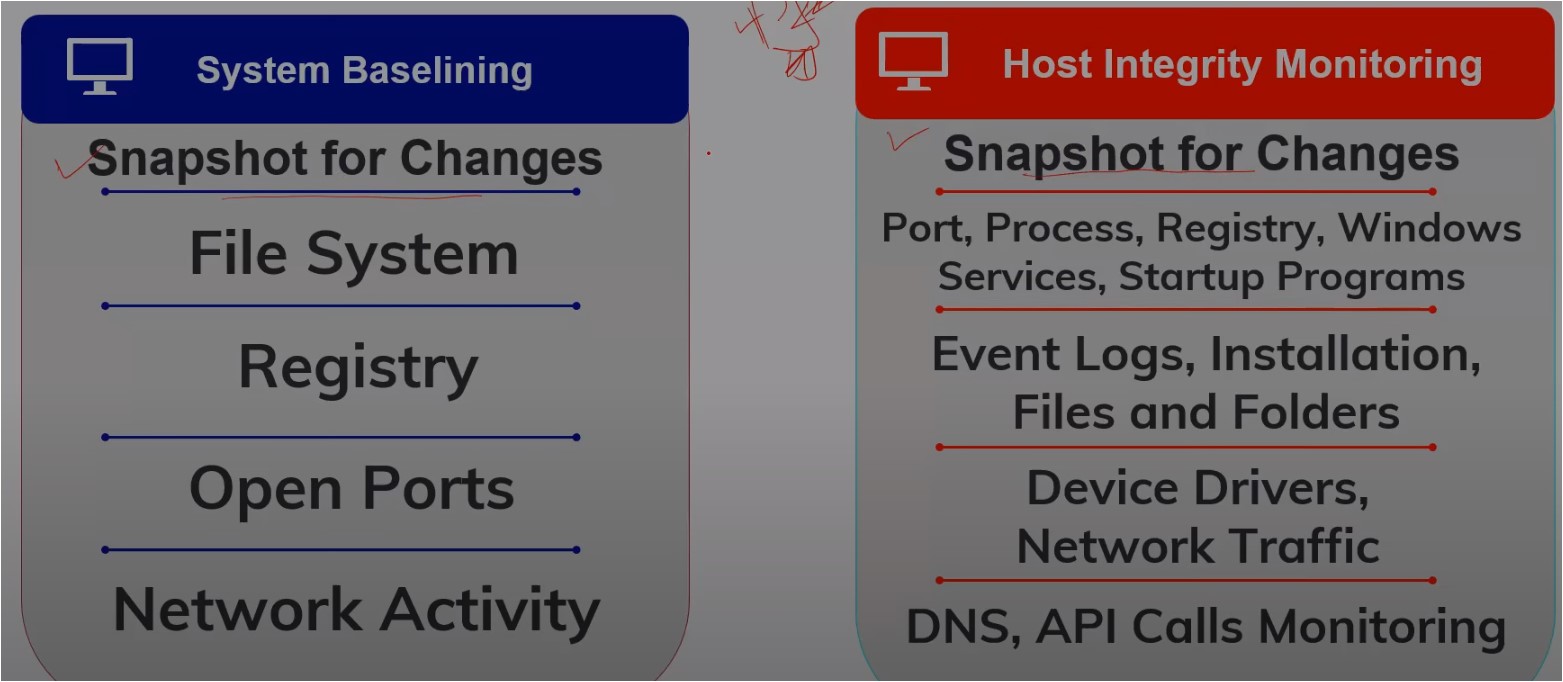 System Baselining
Snapshot for Changes
File System
Registry
Open Ports
Network Activity
Host Integrity Monitoring
Snapshot for Changes
Port, Process, Registry, Windows
Services, Startup Programs
Event Logs, Installation,
Files and Folders
Device Drivers,
Network Traffic
DNS, API Calls Monitoring